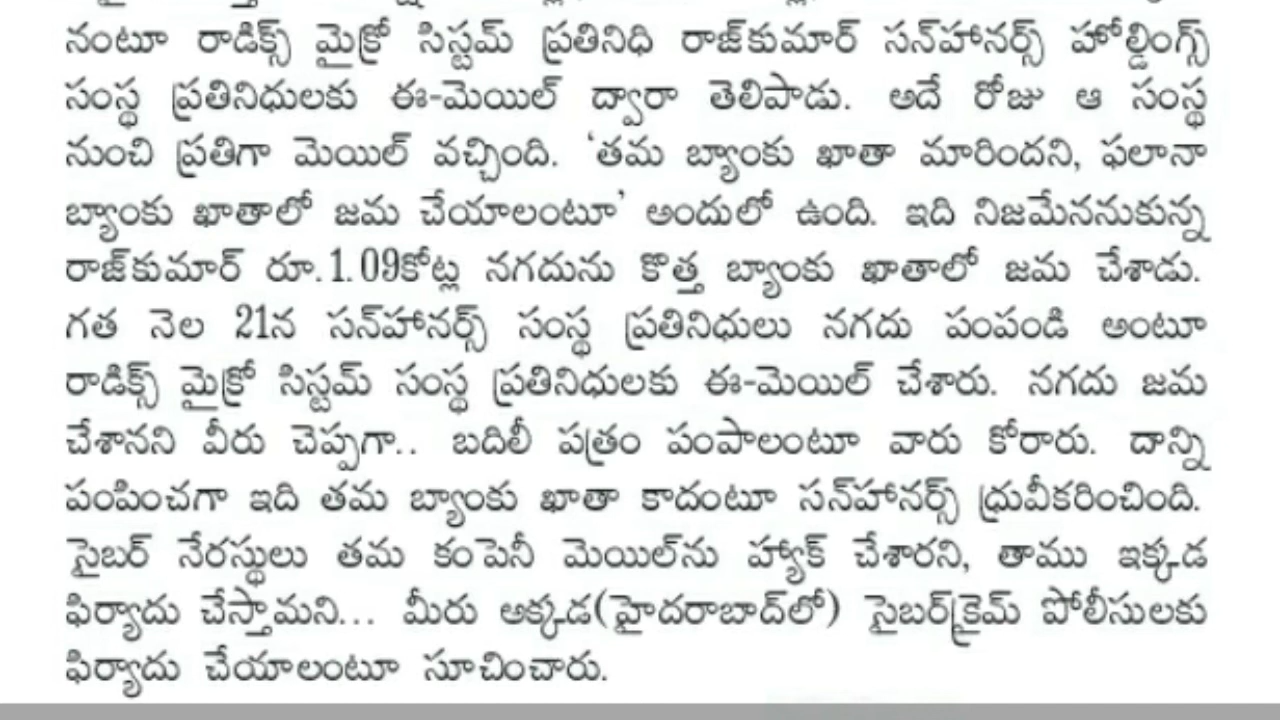 నంటూ రాడిక్స్ మైక్రో సిస్టమ్ ప్రతినిధి రాజ్‌కుమార్ సన్‌హానర్స్ హోల్డింగ్స్
సంస్థ ప్రతినిధులకు ఈ-మెయిల్ ద్వారా తెలిపాడు. అదే రోజు ఆ సంస్థ
నుంచి ప్రతిగా మెయిల్ వచ్చింది. ‘తమ బ్యాంకు ఖాతా మారిందని, ఫలానా
బ్యాంకు ఖాతాలో జమ చేయాలంటూ’ అందులో ఉంది. ఇది నిజమేననుకున్న
రాజ్‌కుమార్ రూ.1.09కోట్ల నగదును కొత్త బ్యాంకు ఖాతాలో జమ చేశాడు.
గత నెల 21న సన్‌హానర్స్ సంస్థ ప్రతినిధులు నగదు పంపండి అంటూ
రాడిక్స్ మైక్రో సిస్టమ్ సంస్థ ప్రతినిధులకు ఈ-మెయిల్ చేశారు. నగదు జమ
చేశానని వీరు చెప్పగా.. బదిలీ పత్రం పంపాలంటూ వారు కోరారు. దాన్ని
పంపించగా ఇది తమ బ్యాంకు ఖాతా కాదంటూ సన్‌హానర్స్ ధ్రువీకరించింది.
సైబర్ నేరస్థులు తమ కంపెనీ మెయిల్‌ను హ్యాక్ చేశారని, తాము ఇక్కడ
ఫిర్యాదు చేస్తామని... మీరు అక్కడ(హైదరాబాద్‌లో) సైబర్‌క్రైమ్ పోలీసులకు
ఫిర్యాదు చేయాలంటూ సూచించారు.